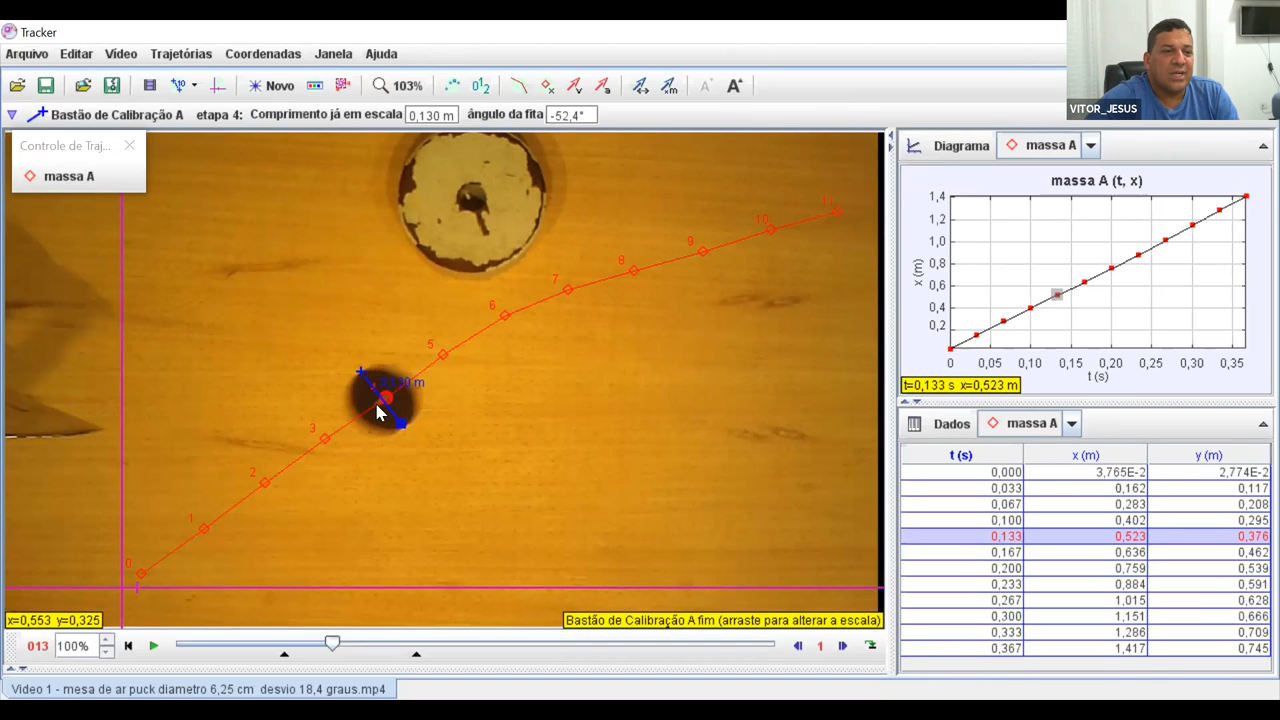 Tracker
Arquivo Editar Vídeo Trajetórias Coordenadas Janela Ajuda
Novo 103%
Bastão de Calibração A etapa 4: Comprimento já em escala 0,130 m ângulo da fita -52,4°
VITOR_JESUS
Controle de Traj...
massa A
0
1
2
3
5
6
7
8
9
10
11
x=0,553 y=0,325
Bastão de Calibração A fim (arraste para alterar a escala)
013 100% 1
Video 1 - mesa de ar puck diametro 6,25 cm desvio 18,4 graus.mp4
Diagrama massa A
massa A (t, x)
1,4
1,2
1,0
0,8
0,6
0,4
0,2
x (m)
0 0,05 0,10 0,15 0,20 0,25 0,30 0,35
t (s)
t=0,133 s x=0,523 m
Dados massa A
t (s) x (m) y (m)
0,000 3,765E-2 2,774E-2
0,033 0,162 0,117
0,067 0,283 0,208
0,100 0,402 0,295
0,133 0,523 0,376
0,167 0,636 0,462
0,200 0,759 0,539
0,233 0,884 0,591
0,267 1,015 0,628
0,300 1,151 0,666
0,333 1,286 0,709
0,367 1,417 0,745